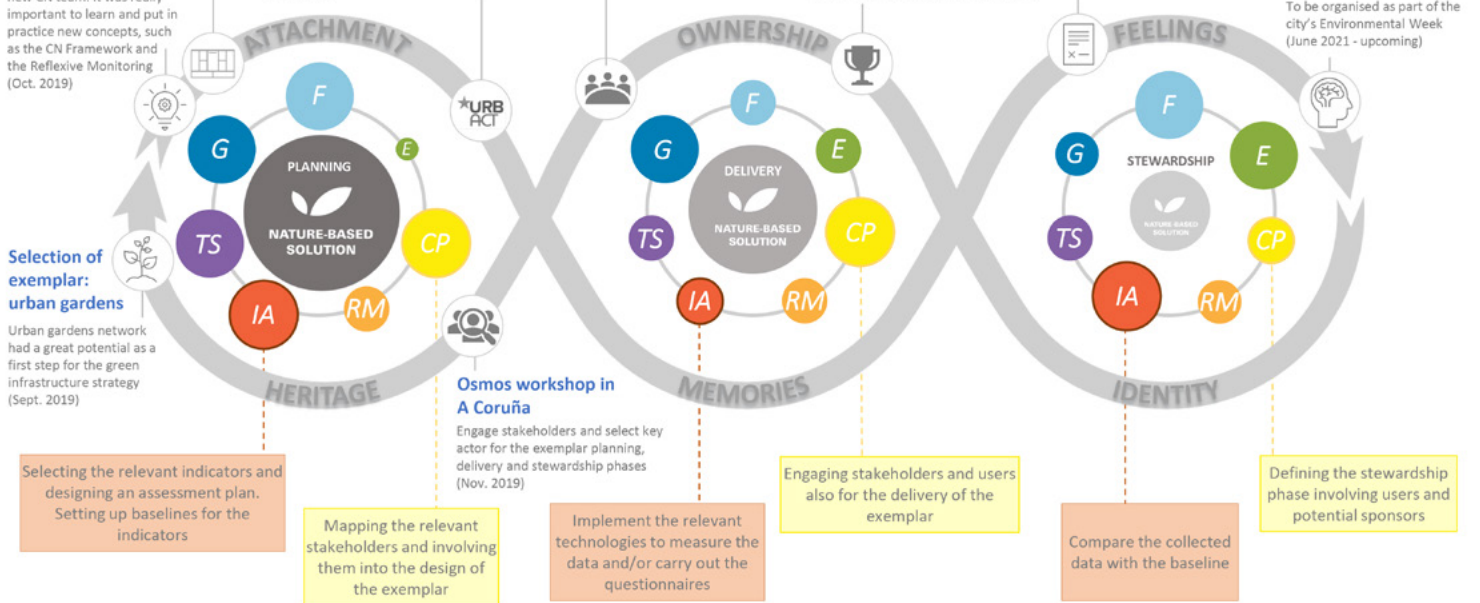 important to learn and put in
practice new concepts, such
as the CN Framework and
the Reflexive Monitoring
(Oct. 2019)
To be organised as part of the
city's Environmental Week
(June 2021 - upcoming)
ATTACHMENT
OWNERSHIP
FEELINGS
★URB
ACT
F
G
E
PLANNING
NATURE-BASED
SOLUTION
TS
CP
IA
RM
F
G
E
DELIVERY
NATURE-BASED
SOLUTION
TS
CP
IA
RM
F
G
E
STEWARDSHIP
NATURE-BASED
SOLUTION
TS
CP
IA
RM
Selection of
exemplar:
urban gardens
Urban gardens network
had a great potential as a
first step for the green
infrastructure strategy
(Sept. 2019)
HERITAGE
MEMORIES
IDENTITY
Osmos workshop in
A Coruña
Engage stakeholders and select key
actor for the exemplar planning,
delivery and stewardship phases
(Nov. 2019)
Selecting the relevant indicators and
designing an assessment plan.
Setting up baselines for the
indicators
Mapping the relevant
stakeholders and involving
them into the design of
the exemplar
Implement the relevant
technologies to measure the
data and/or carry out the
questionnaires
Engaging stakeholders and users
also for the delivery of the
exemplar
Compare the collected
data with the baseline
Defining the stewardship
phase involving users and
potential sponsors